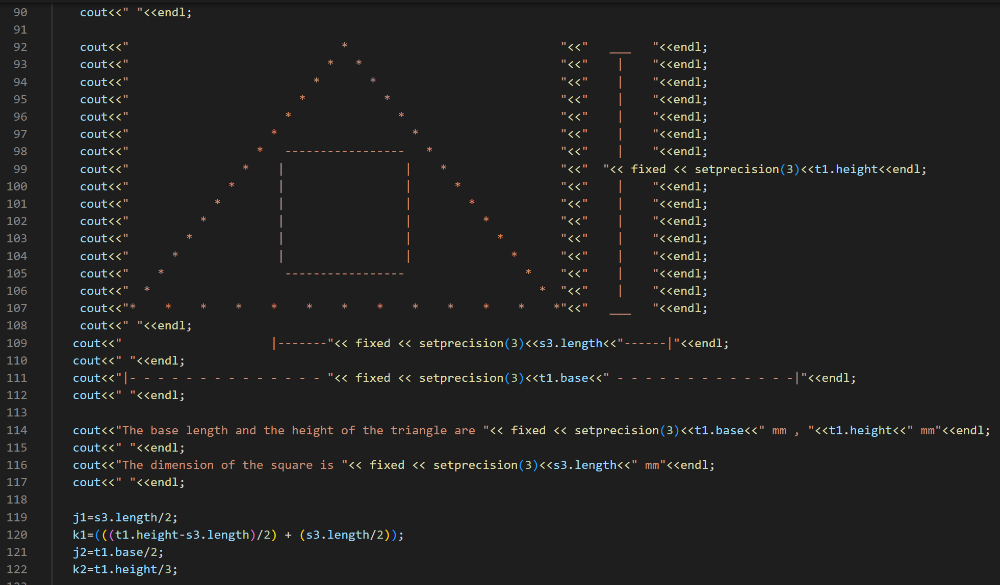 90 cout<<" "<<endl;
91
92 cout<<"                              *                              "<<"   ___   "<<endl;
93 cout<<"                            *   *                            "<<"    |    "<<endl;
94 cout<<"                          *       *                          "<<"    |    "<<endl;
95 cout<<"                        *           *                        "<<"    |    "<<endl;
96 cout<<"                      *               *                      "<<"    |    "<<endl;
97 cout<<"                    *                   *                    "<<"    |    "<<endl;
98 cout<<"                  *   -----------------   *                  "<<"    |    "<<endl;
99 cout<<"                *    |                 |    *                "<<"  "<< fixed << setprecision(3)<<t1.height<<endl;
100 cout<<"              *      |                 |      *              "<<"    |    "<<endl;
101 cout<<"            *        |                 |        *            "<<"    |    "<<endl;
102 cout<<"          *          |                 |          *          "<<"    |    "<<endl;
103 cout<<"        *            |                 |            *        "<<"    |    "<<endl;
104 cout<<"      *              |                 |              *      "<<"    |    "<<endl;
105 cout<<"    *                 -----------------                 *    "<<"    |    "<<endl;
106 cout<<"  *                                                       *  "<<"    |    "<<endl;
107 cout<<"*    *    *    *    *    *    *    *    *    *    *    *    *"<<"   ___   "<<endl;
108 cout<<" "<<endl;
109 cout<<"                     |-------"<< fixed << setprecision(3)<<s3.length<<"------|"<<endl;
110 cout<<" "<<endl;
111 cout<<"|- - - - - - - - - - - - - - "<< fixed << setprecision(3)<<t1.base<<" - - - - - - - - - - - - -|"<<endl;
112 cout<<" "<<endl;
113
114 cout<<"The base length and the height of the triangle are "<< fixed << setprecision(3)<<t1.base<<" mm , "<<t1.height<<" mm"<<endl;
115 cout<<" "<<endl;
116 cout<<"The dimension of the square is "<< fixed << setprecision(3)<<s3.length<<" mm"<<endl;
117 cout<<" "<<endl;
118
119 j1=s3.length/2;
120 k1=(((t1.height-s3.length)/2) + (s3.length/2));
121 j2=t1.base/2;
122 k2=t1.height/3;